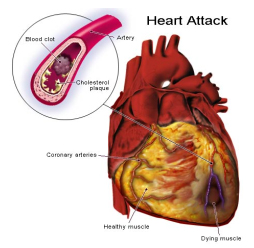 Heart Attack
Blood clot
Artery
Cholesterol
plaque
Coronary arteries
Healthy muscle
Dying muscle